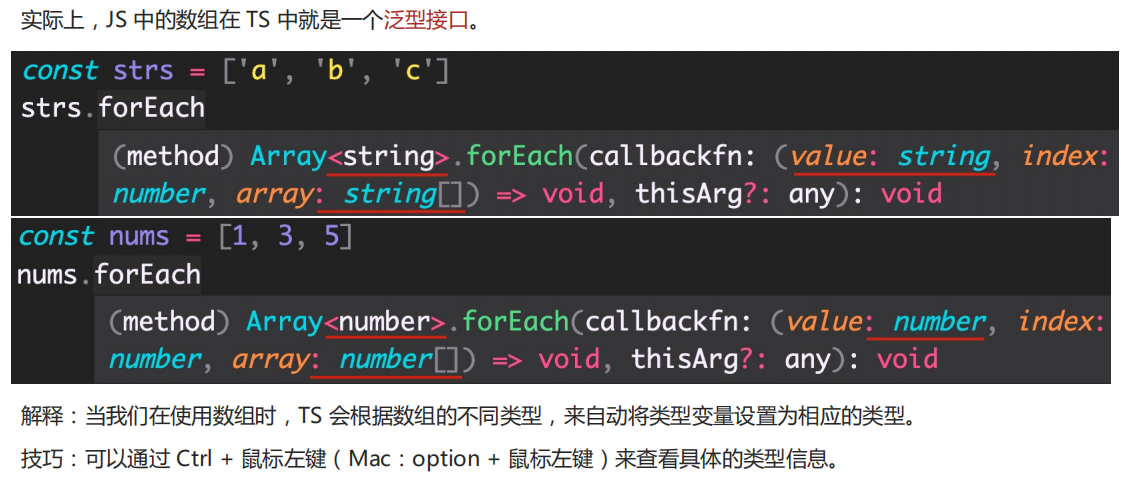 实际上，JS 中的数组在 TS 中就是一个泛型接口。
const strs = ['a', 'b', 'c']
strs.forEach
(method) Array<string>.forEach(callbackfn: (value: string, index:
number, array: string[]) => void, thisArg?: any): void
const nums = [1, 3, 5]
nums.forEach
(method) Array<number>.forEach(callbackfn: (value: number, index:
number, array: number[]) => void, thisArg?: any): void
解释：当我们在使用数组时，TS 会根据数组的不同类型，来自动将类型变量设置为相应的类型。
技巧：可以通过 Ctrl + 鼠标左键（Mac：option + 鼠标左键）来查看具体的类型信息。